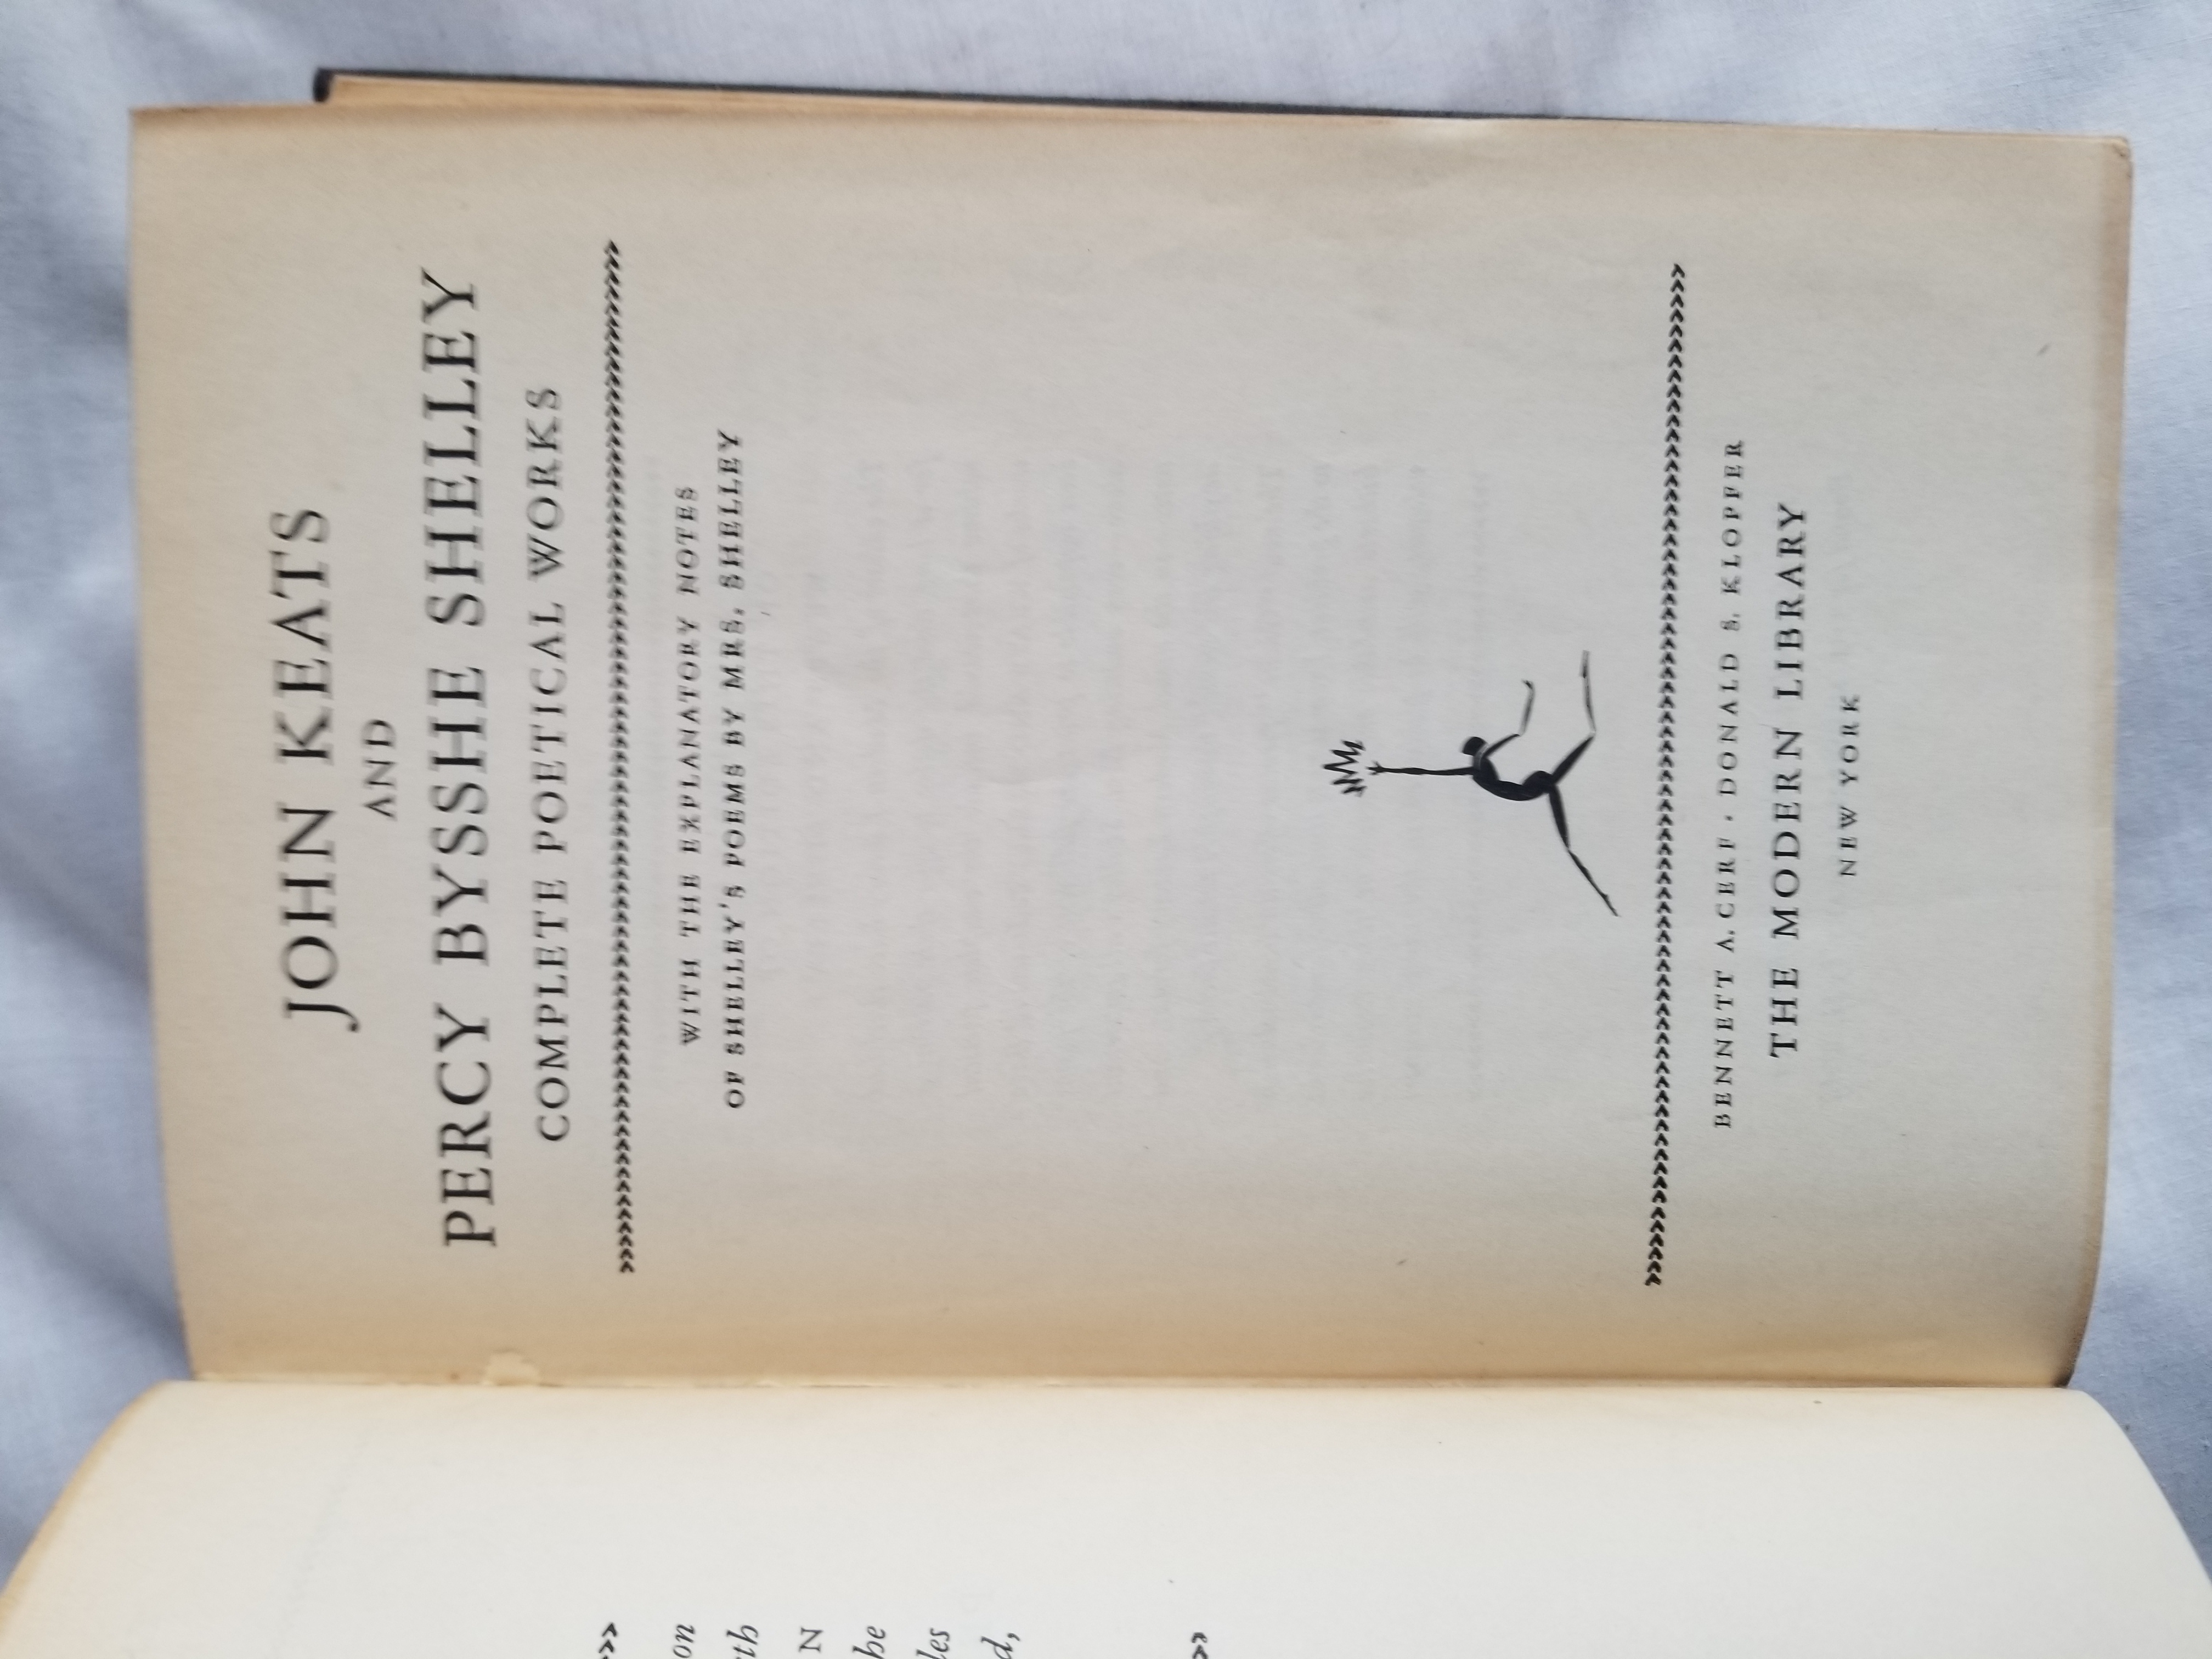 JOHN KEATS
AND
PERCY BYSSHE SHELLEY
COMPLETE POETICAL WORKS
WITH THE EXPLANATORY NOTES
OF SHELLEY'S POEMS BY MRS. SHELLEY
BENNETT A. CERF · DONALD S. KLOPFER
THE MODERN LIBRARY
NEW YORK